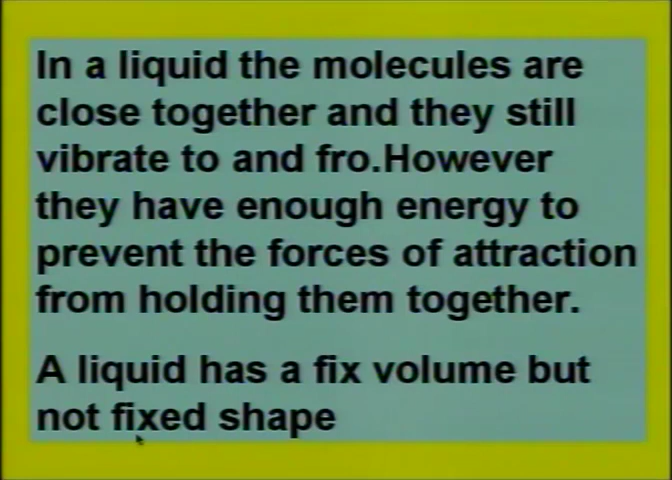 In a liquid the molecules are
close together and they still
vibrate to and fro.However
they have enough energy to
prevent the forces of attraction
from holding them together.
A liquid has a fix volume but
not fixed shape